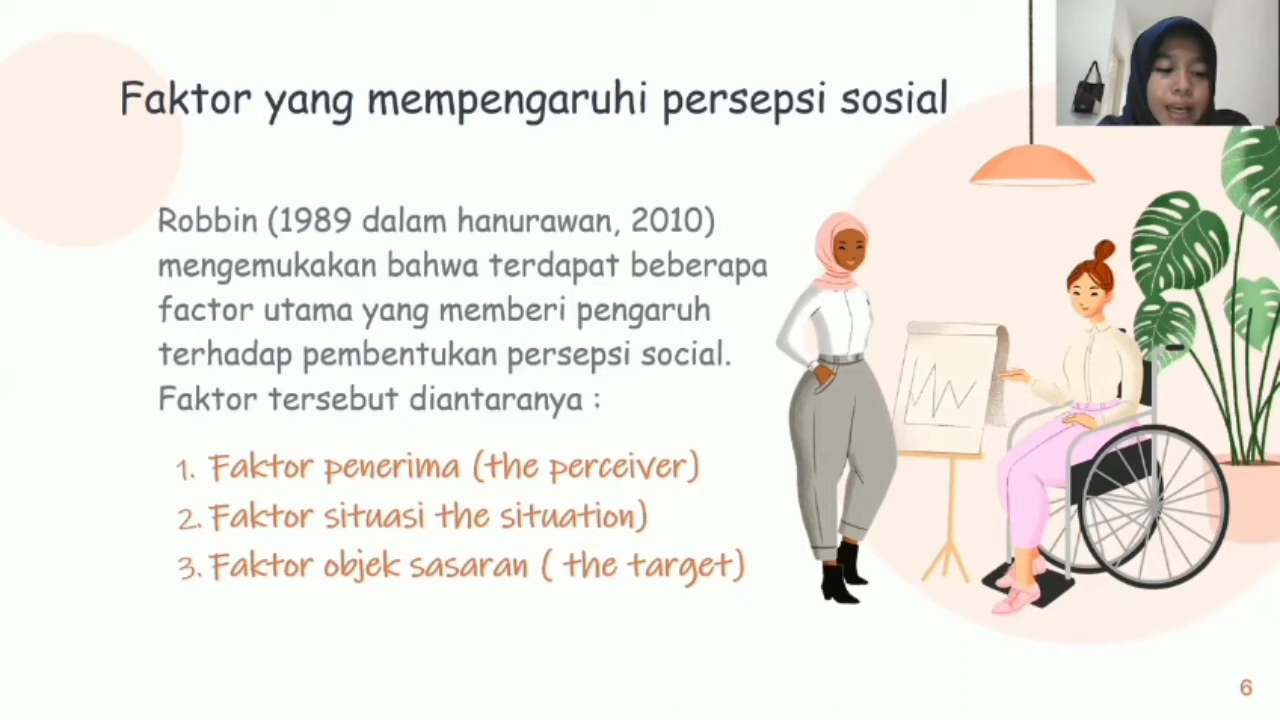 Faktor yang mempengaruhi persepsi sosial
Robbin (1989 dalam hanurawan, 2010)
mengemukakan bahwa terdapat beberapa
factor utama yang memberi pengaruh
terhadap pembentukan persepsi social.
Faktor tersebut diantaranya :
1. Faktor penerima (the perceiver)
2. Faktor situasi the situation)
3. Faktor objek sasaran ( the target)
6